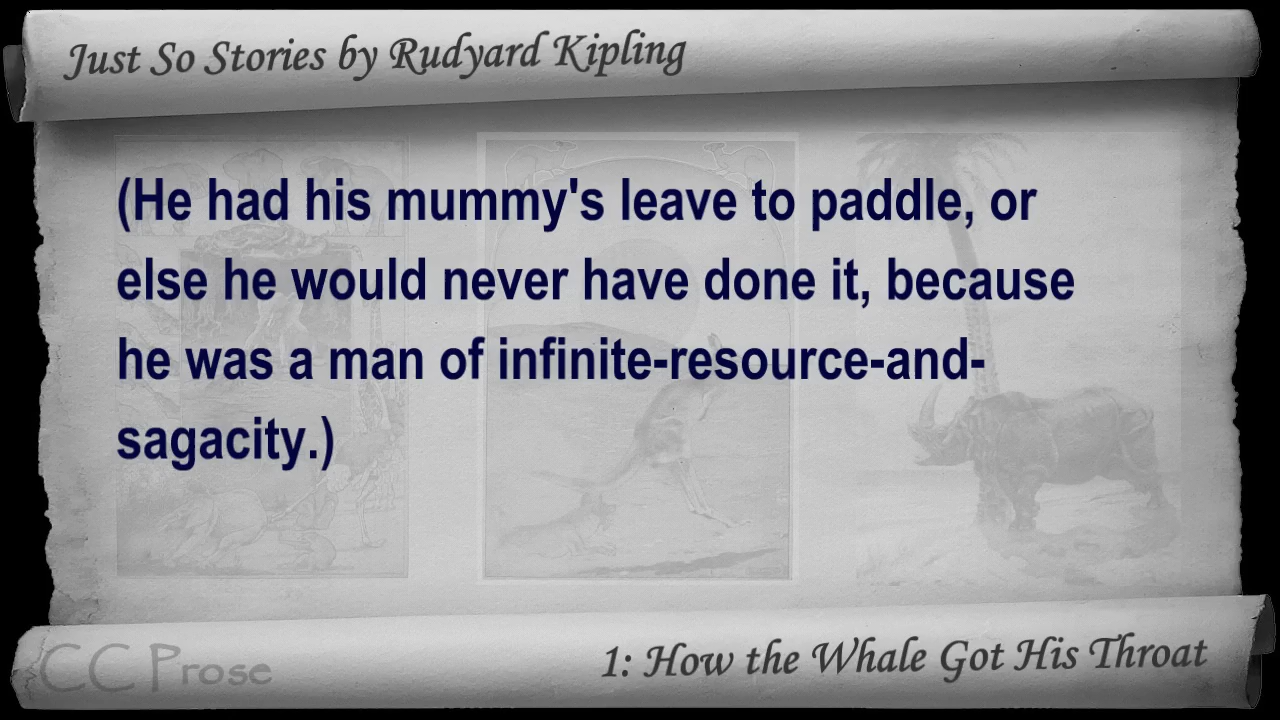 Just So Stories by Rudyard Kipling
(He had his mummy's leave to paddle, or
else he would never have done it, because
he was a man of infinite-resource-and-
sagacity.)
CC Prose
1: How the Whale Got His Throat